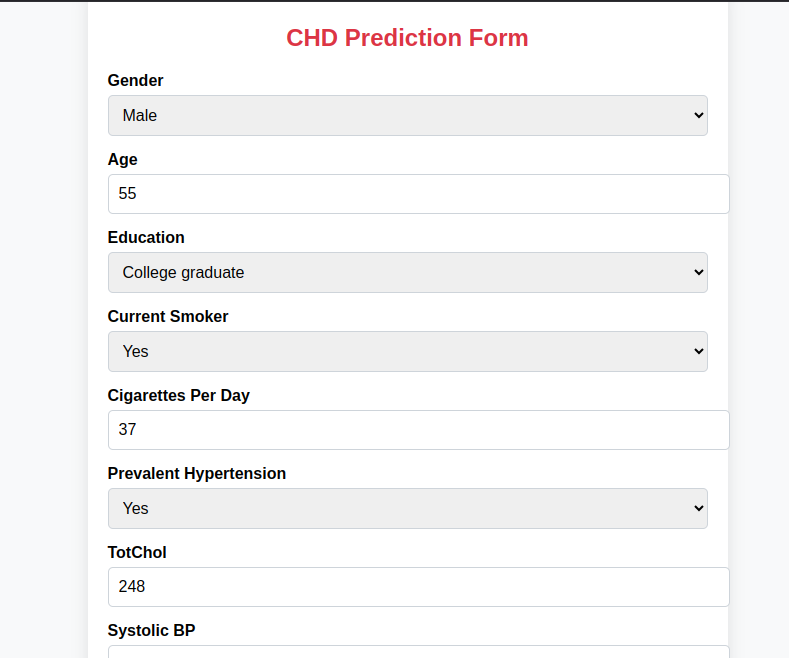 CHD Prediction Form
Gender
Male
Age
55
Education
College graduate
Current Smoker
Yes
Cigarettes Per Day
37
Prevalent Hypertension
Yes
TotChol
248
Systolic BP